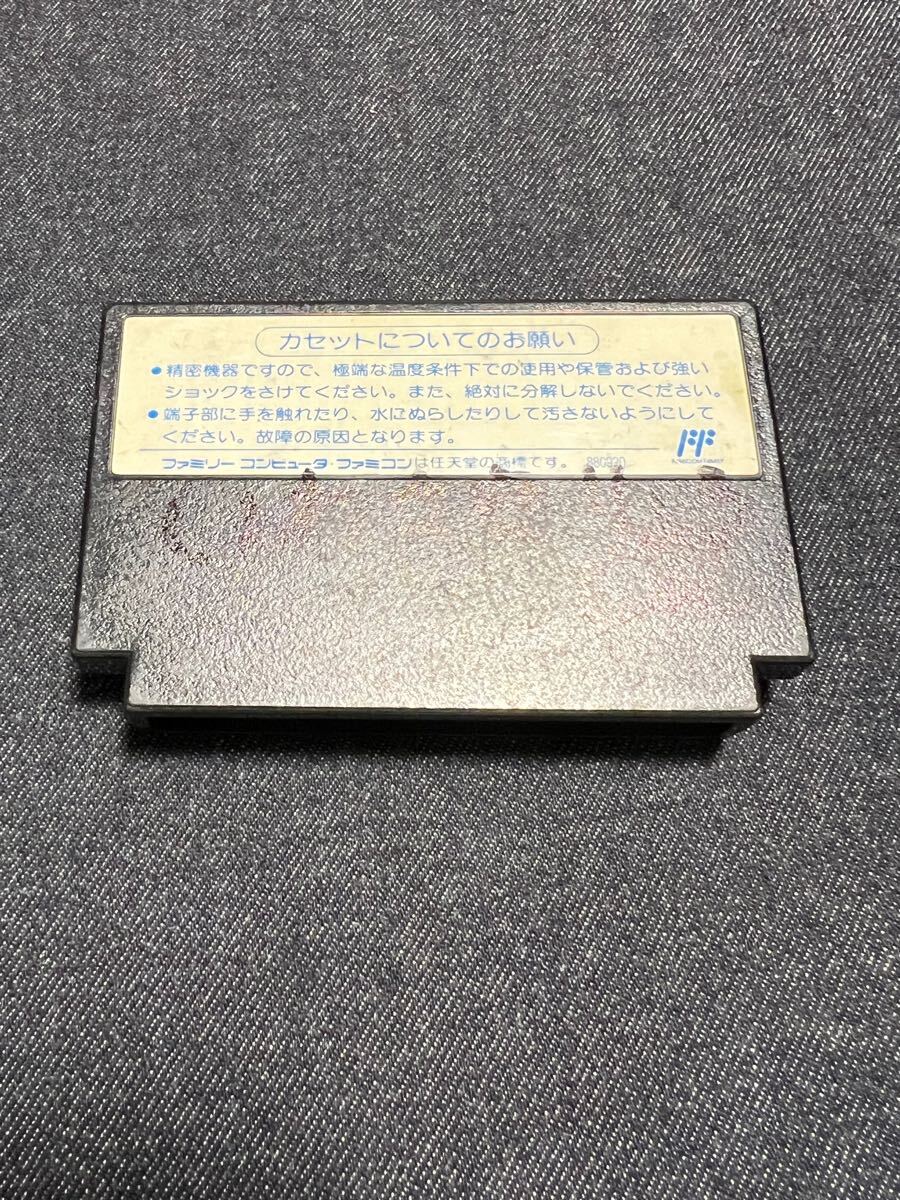 カセットについてのお願い
●精密機器ですので、極端な温度条件下での使用や保管および強い
ショックをさけてください。また、絶対に分解しないでください。
●端子部に手を触れたり、水にぬらしたりして汚さないようにして
ください。故障の原因となります。
ファミリーコンピュータ・ファミコンは任天堂の商標です。